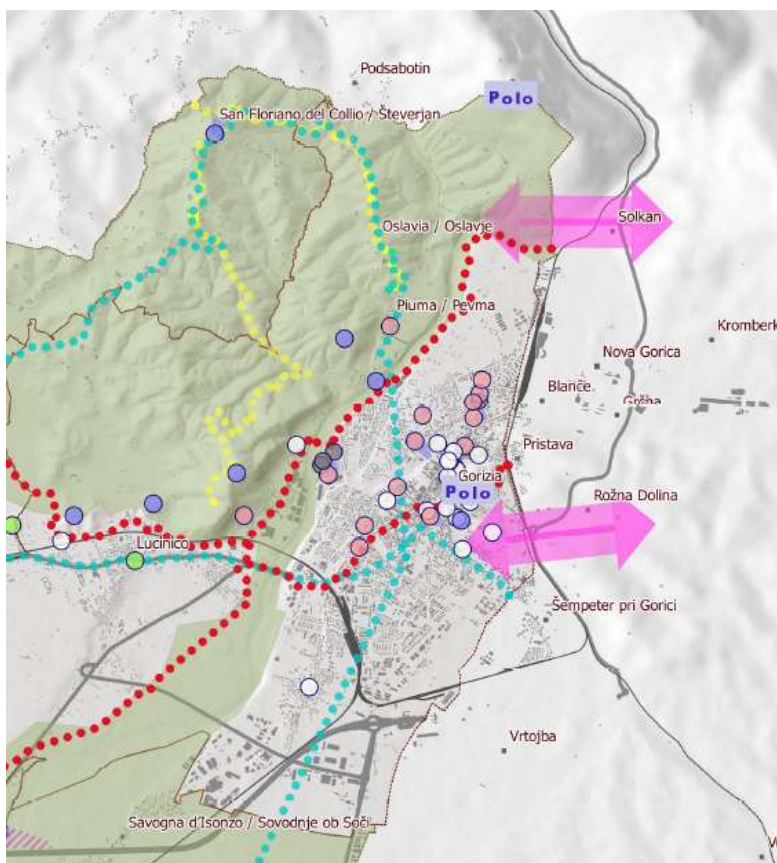 Podsabotin
Polo
San Floriano del Collio / Števerjan
Oslavia / Oslavje
Solkan
Piuma / Pevma
Kromberk
Nova Gorica
Blanče
Grčna
Pristava
Gorizia
Polo
Rožna Dolina
Lucinico
Šempeter pri Gorici
Vrtojba
Savogna d'Isonzo / Sovodnje ob Soči